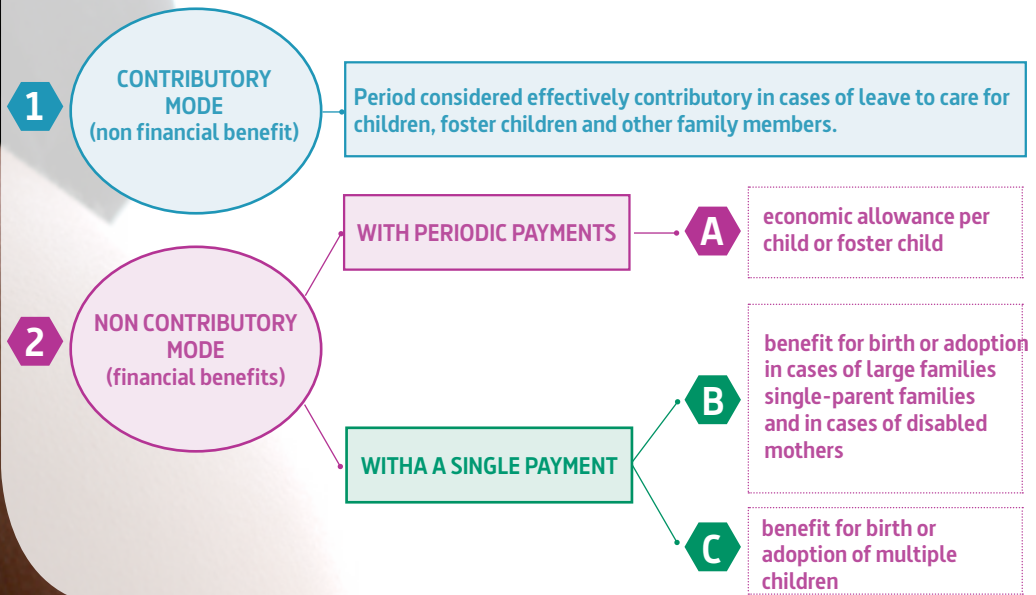 1
CONTRIBUTORY
MODE
(non financial benefit)
Period considered effectively contributory in cases of leave to care for
children, foster children and other family members.
2
NON CONTRIBUTORY
MODE
(financial benefits)
WITH PERIODIC PAYMENTS
A
economic allowance per
child or foster child
WITHA A SINGLE PAYMENT
B
benefit for birth or adoption
in cases of large families
single-parent families
and in cases of disabled
mothers
C
benefit for birth or
adoption of multiple
children